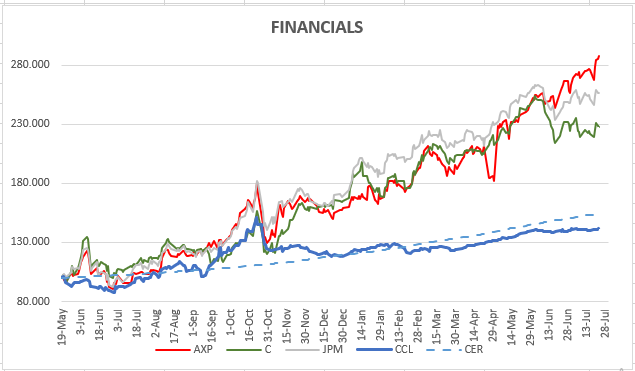 FINANCIALS
280.000
230.000
180.000
130.000
80.000
19-May
3-Jun
18-Jun
3-Jul
18-Jul
2-Aug
17-Aug
1-Sep
16-Sep
1-Oct
16-Oct
31-Oct
15-Nov
30-Nov
15-Dec
30-Dec
14-Jan
29-Jan
13-Feb
28-Feb
15-Mar
30-Mar
14-Apr
29-Apr
14-May
29-May
13-Jun
28-Jun
13-Jul
28-Jul
AXP C JPM CCL CER